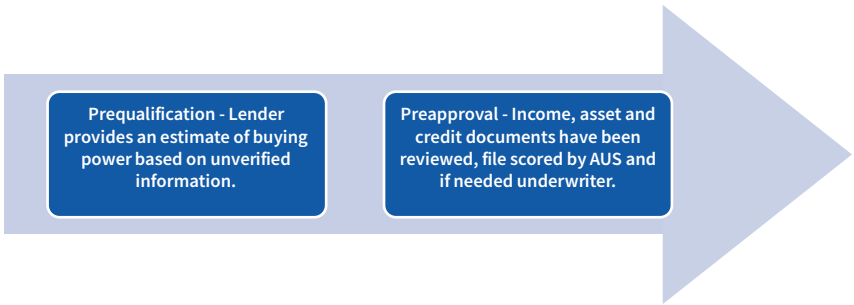 Prequalification - Lender
provides an estimate of buying
power based on unverified
information.
Preapproval - Income, asset and
credit documents have been
reviewed, file scored by AUS and
if needed underwriter.